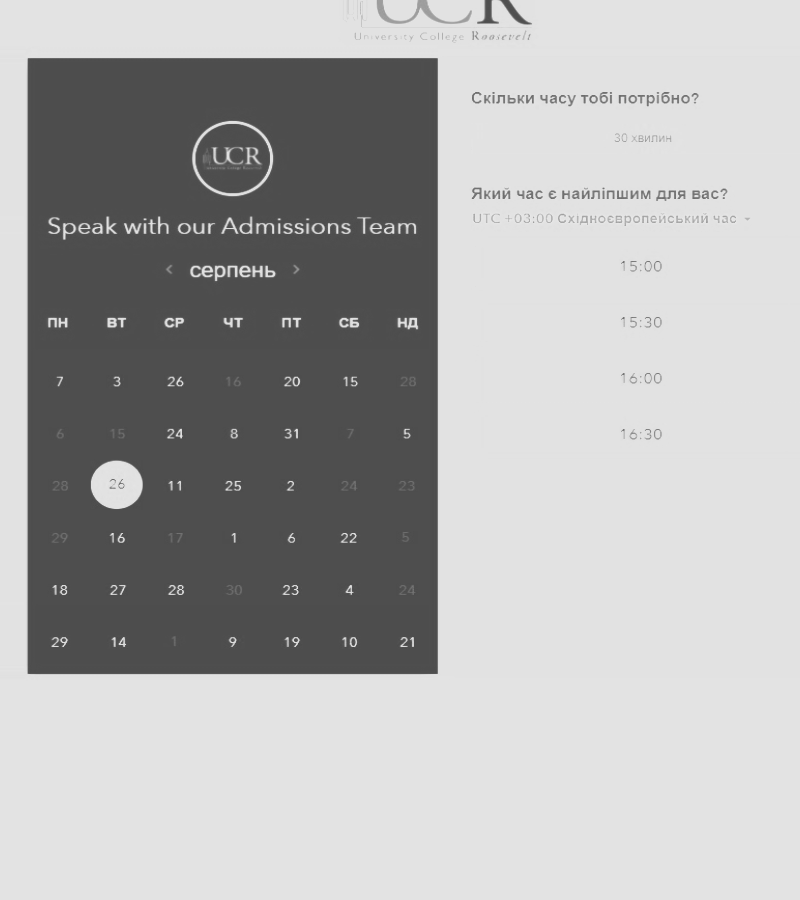 UCR
University College Roosevelt
UCR
Speak with our Admissions Team
< серпень >
ПН ВТ СР ЧТ ПТ СБ НД
7 3 26 16 20 15 28
6 15 24 8 31 7 5
28 26 11 25 2 24 23
29 16 17 1 6 22 5
18 27 28 30 23 4 24
29 14 1 9 19 10 21
Скільки часу тобі потрібно?
30 хвилин
Який час є найліпшим для вас?
UTC +03:00 Східноєвропейський час
15:00
15:30
16:00
16:30